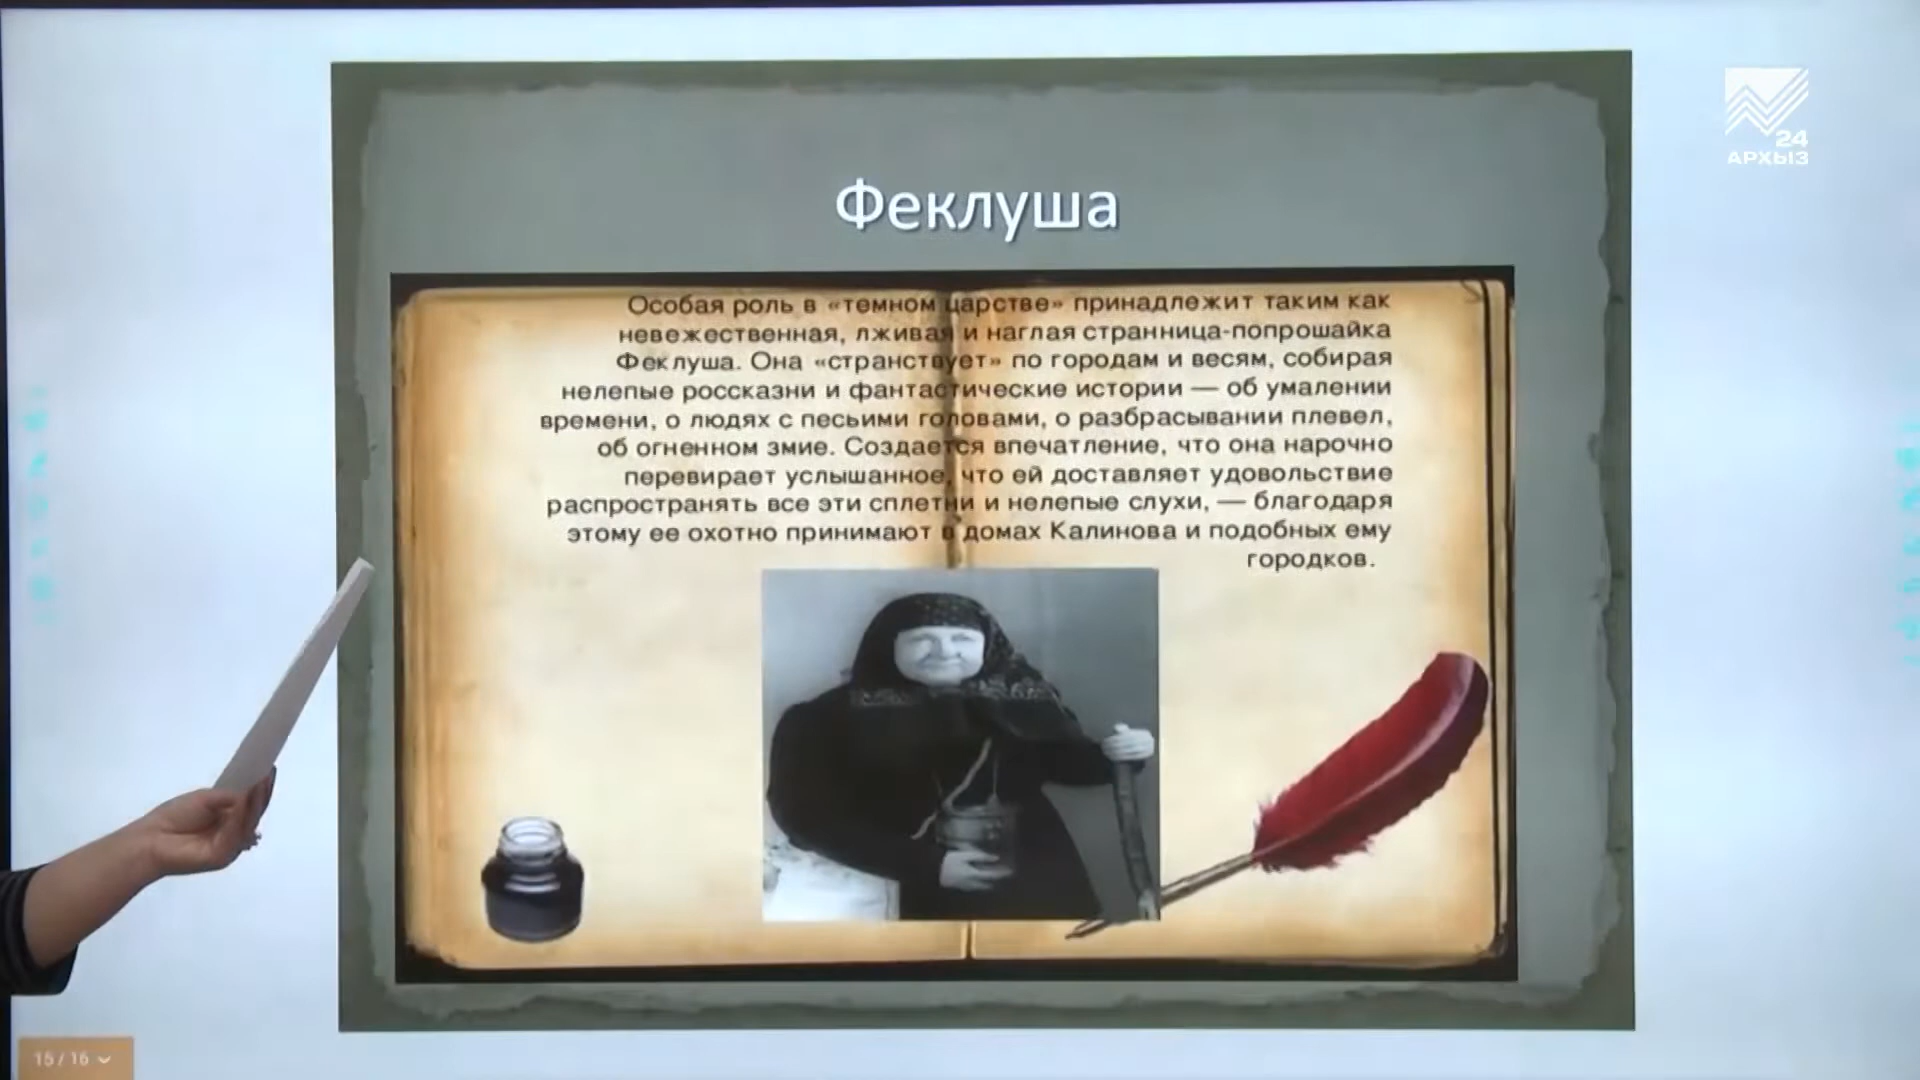 24
АРХЫЗ
Феклуша
Особая роль в «темном царстве» принадлежит таким как
невежественная, лживая и наглая странница-попрошайка
Феклуша. Она «странствует» по городам и весям, собирая
нелепые россказни и фантастические истории — об умалении
времени, о людях с песьими головами, о разбрасывании плевел,
об огненном змие. Создается впечатление, что она нарочно
перевирает услышанное, что ей доставляет удовольствие
распространять все эти сплетни и нелепые слухи, — благодаря
этому ее охотно принимают в домах Калинова и подобных ему
городков.
15 / 16